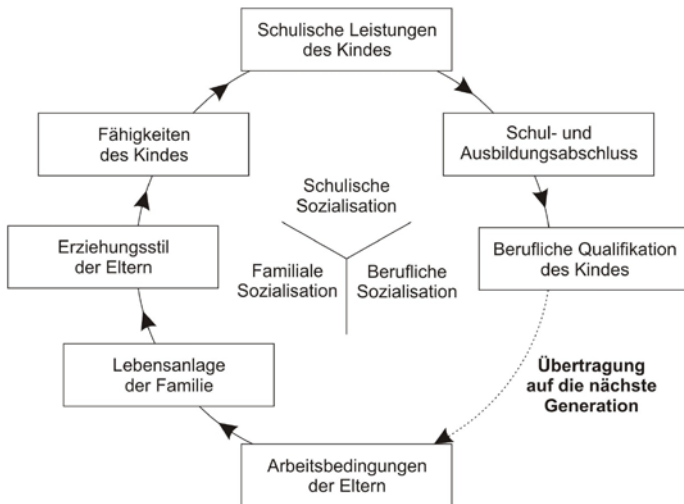 Schulische Leistungen
des Kindes
Fähigkeiten
des Kindes
Schul- und
Ausbildungsabschluss
Schulische
Sozialisation
Erziehungsstil
der Eltern
Familiale
Sozialisation
Berufliche
Sozialisation
Berufliche Qualifikation
des Kindes
Lebensanlage
der Familie
Übertragung
auf die nächste
Generation
Arbeitsbedingungen
der Eltern